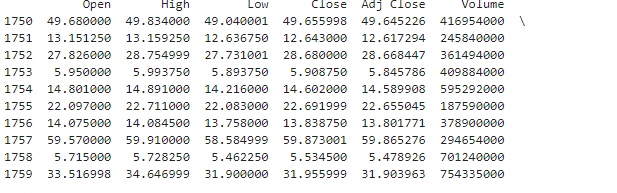 Open High Low Close Adj Close Volume \
1750 49.680000 49.834000 49.040001 49.655998 49.645226 416954000
1751 13.151250 13.159250 12.636750 12.643000 12.617294 245840000
1752 27.826000 28.754999 27.731001 28.680000 28.668447 361494000
1753 5.950000 5.993750 5.893750 5.908750 5.845786 409884000
1754 14.801000 14.891000 14.216000 14.602000 14.589908 595292000
1755 22.097000 22.711000 22.083000 22.691999 22.655045 187590000
1756 14.075000 14.084500 13.758000 13.838750 13.801771 378900000
1757 59.570000 59.910000 58.584999 59.873001 59.865276 294654000
1758 5.715000 5.728250 5.462250 5.534500 5.478926 701240000
1759 33.516998 34.646999 31.900000 31.955999 31.903963 754335000